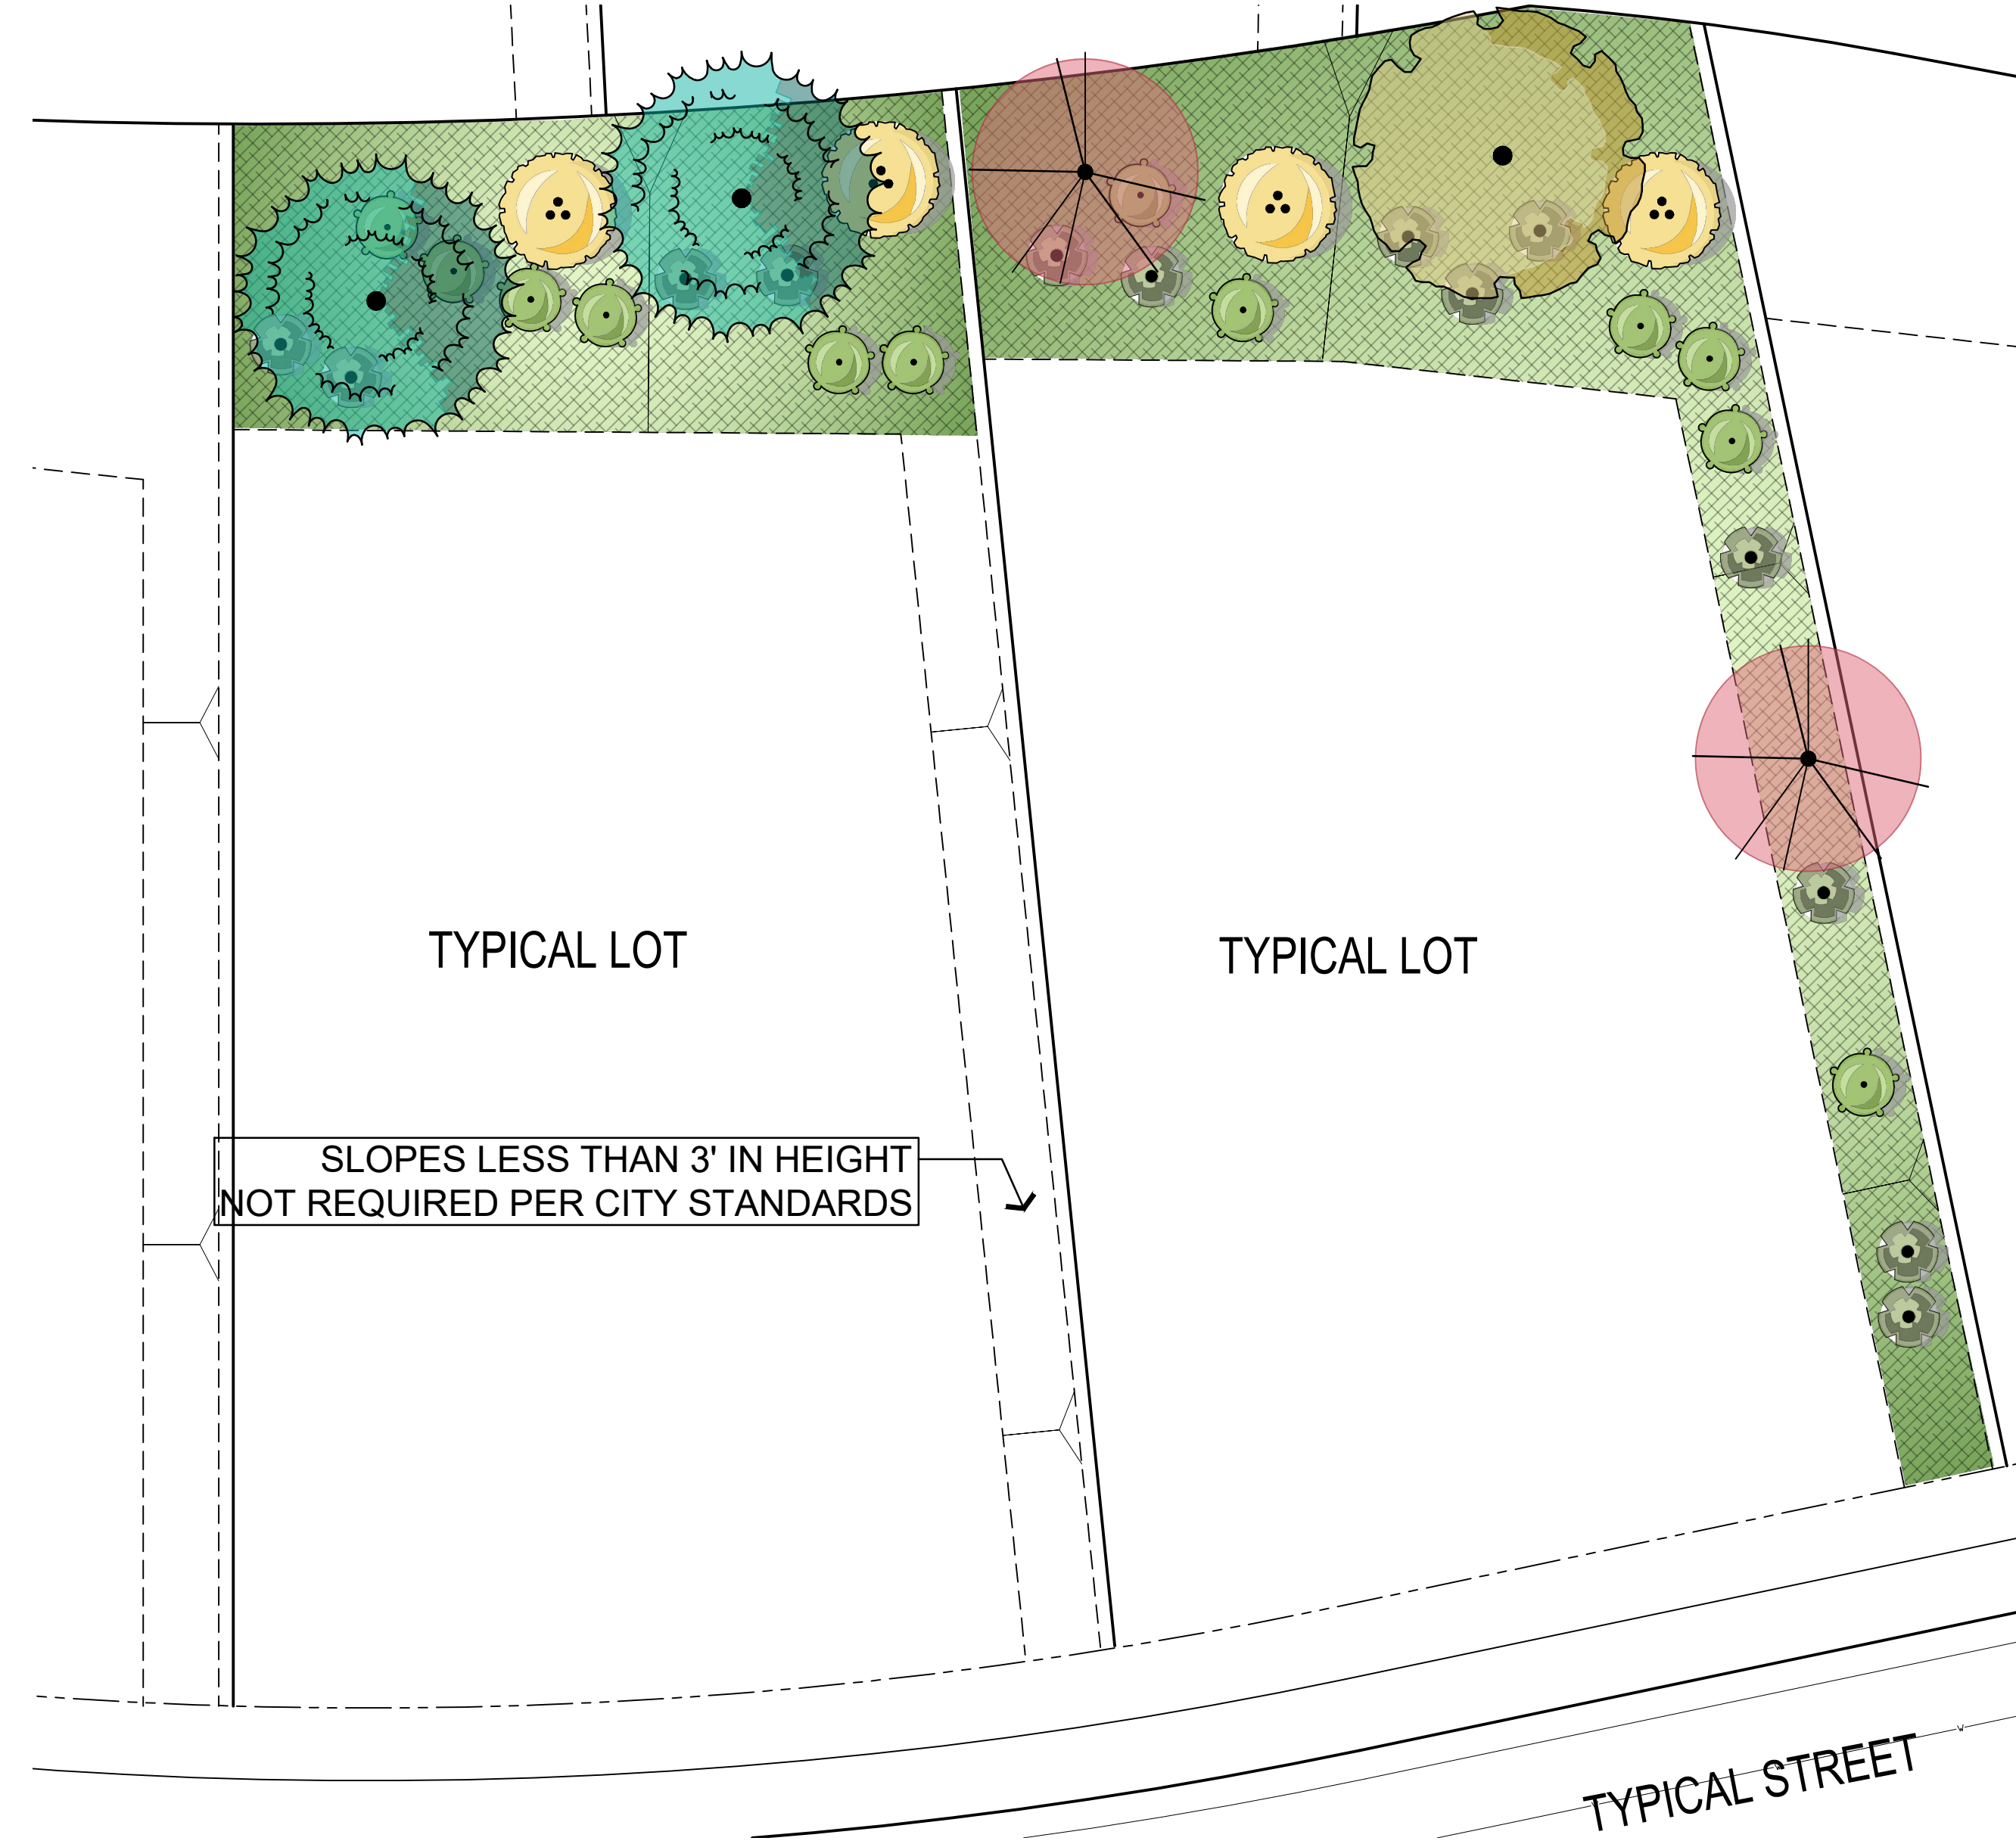 TYPICAL LOT
TYPICAL LOT
SLOPES LESS THAN 3' IN HEIGHT
NOT REQUIRED PER CITY STANDARDS
W
TYPICAL STREET